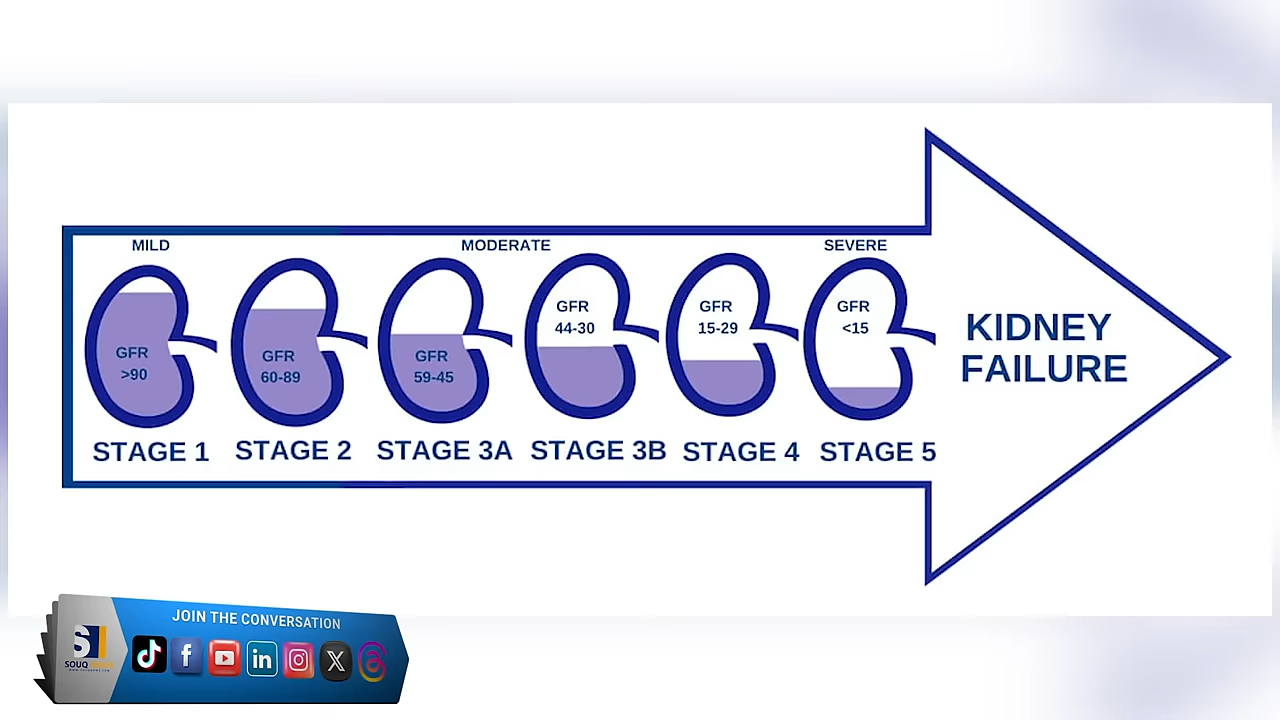 MILD
MODERATE
SEVERE
GFR
>90
GFR
60-89
GFR
59-45
GFR
44-30
GFR
15-29
GFR
<15
STAGE 1
STAGE 2
STAGE 3A
STAGE 3B
STAGE 4
STAGE 5
KIDNEY
FAILURE
JOIN THE CONVERSATION
SOUQ